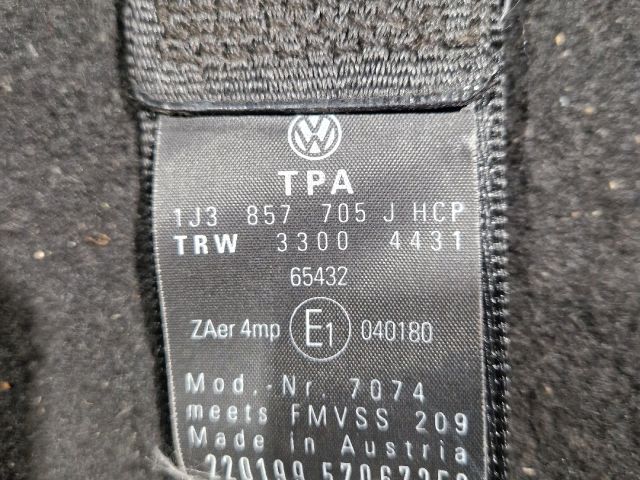 TPA
1J3 857 705 J HCP
TRW 3300 4431
65432
ZAer 4mp E1 040180
Mod.-Nr. 7074
meets FMVSS 209
Made in Austria